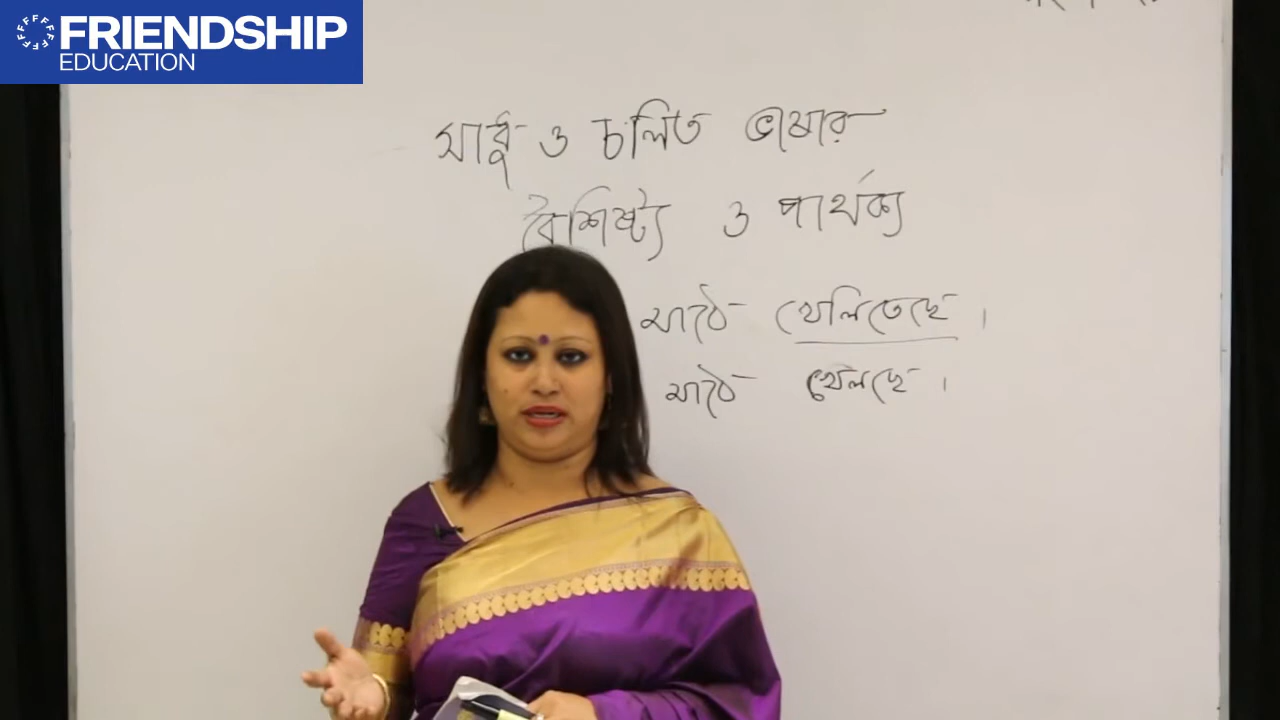 FRIENDSHIP
EDUCATION
সাধু ও চলিত ভাষার
বৈশিষ্ট্য ও পার্থক্য
মাঠে খেলিতেছে ।
মাঠে খেলছে ।